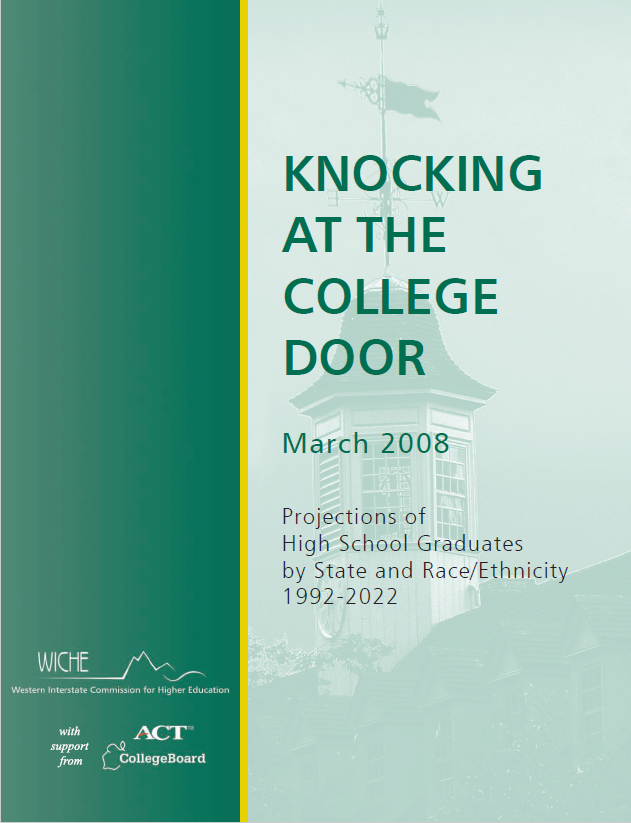 KNOCKING
AT THE
COLLEGE
DOOR
March 2008
Projections of
High School Graduates
by State and Race/Ethnicity
1992-2022
WICHE
Western Interstate Commission for Higher Education
with
support
from
ACT™
CollegeBoard
E W